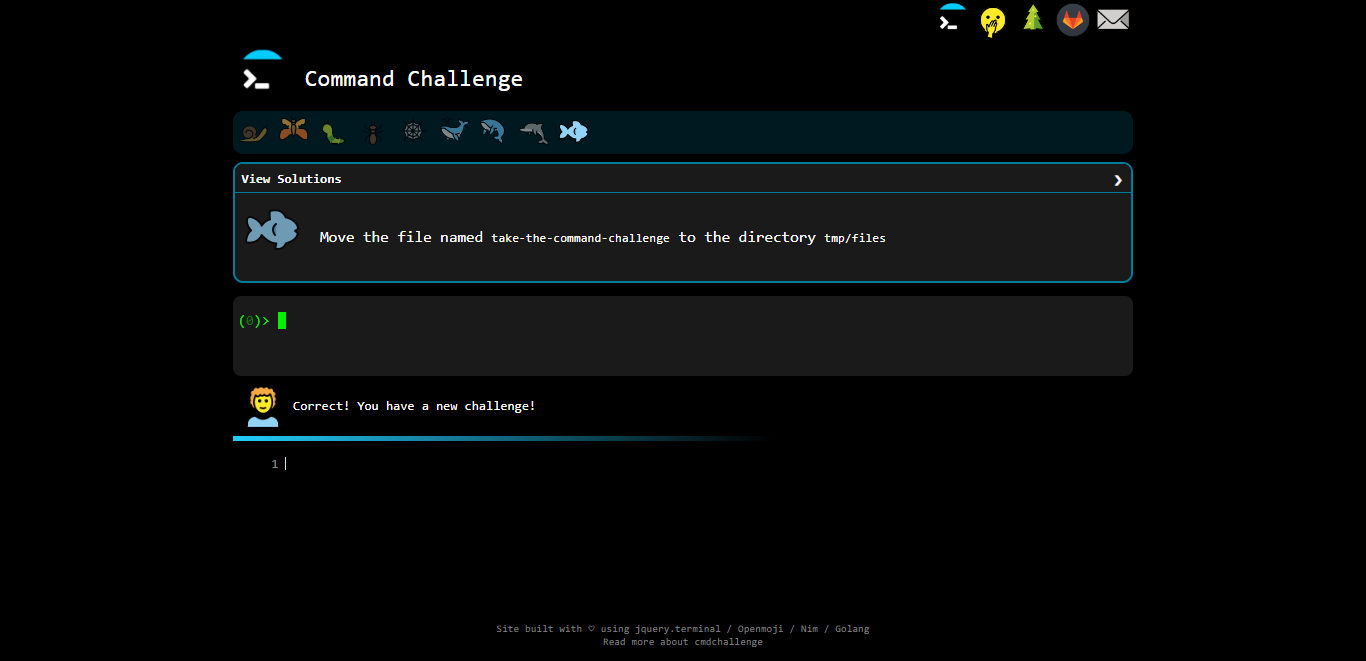 Command Challenge
View Solutions ❯
Move the file named take-the-command-challenge to the directory tmp/files
(0)>
Correct! You have a new challenge!
1
Site built with ♡ using jquery.terminal / Openmoji / Nim / Golang
Read more about cmdchallenge